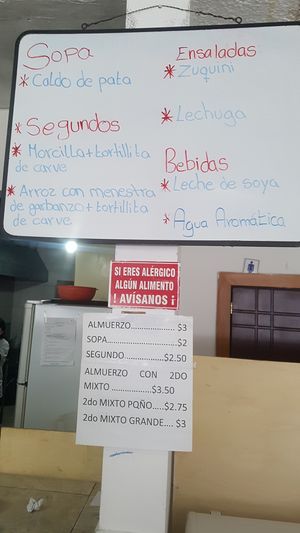 Sopa
* Caldo de pata
* Segundos
* Morcilla + tortillita
de carve
* Arroz con menestra
de garbanzo + tortillita
de carve
Ensaladas
* Zuquini
* Lechuga
Bebidas
* Leche de soya
* Agua Aromática
SI ERES ALÉRGICO
ALGÚN ALIMENTO
! AVÍSANOS ¡
ALMUERZO................... $3
SOPA..............................$2
SEGUNDO..................$2.50
ALMUERZO CON 2DO
MIXTO ...............$3.50
2do MIXTO PQÑO.....$2.75
2do MIXTO GRANDE.... $3